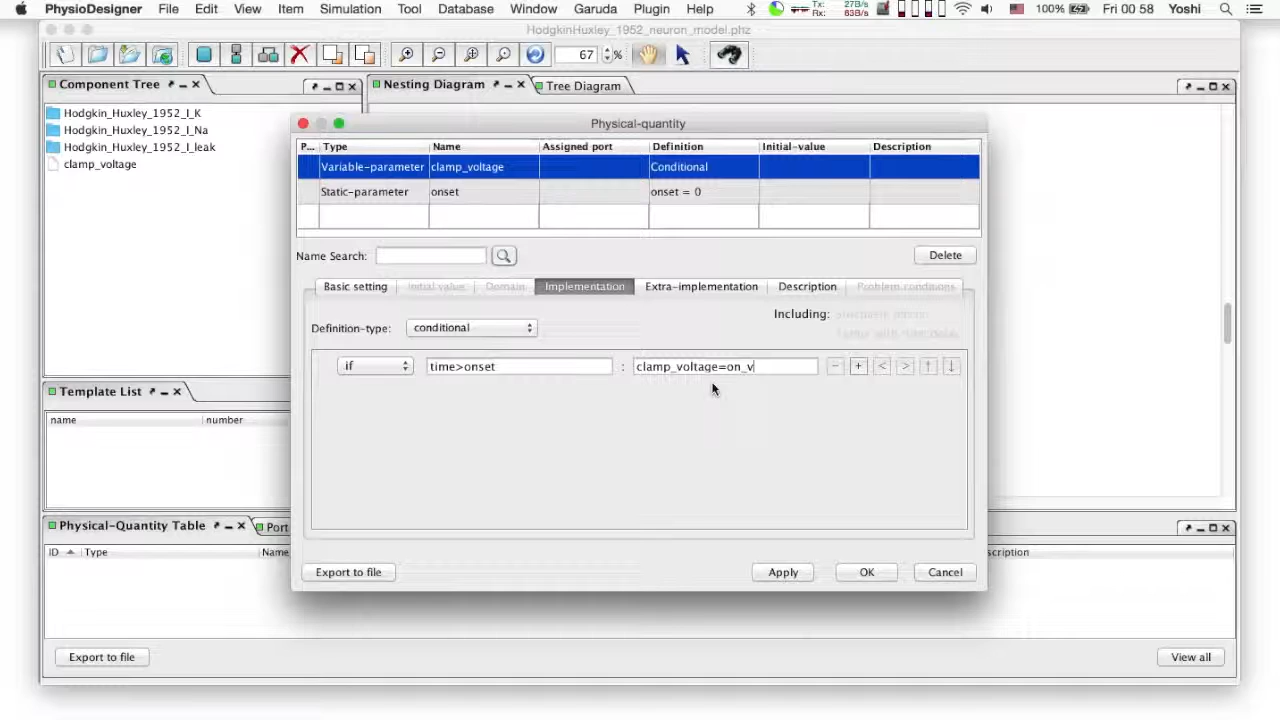 PhysioDesigner File Edit View Item Simulation Tool Database Window Garuda Plugin Help Tx: 27B/s Rx: 63B/s 100% Fri 00 58 Yoshi
HodgkinHuxley_1952_neuron_model.phz
67 %
Component Tree
Nesting Diagram
Tree Diagram
Hodgkin_Huxley_1952_I_K
Hodgkin_Huxley_1952_I_Na
Hodgkin_Huxley_1952_I_leak
clamp_voltage
Physical-quantity
P... Type Name Assigned port Definition Initial-value Description
Variable-parameter clamp_voltage Conditional
Static-parameter onset onset = 0
Name Search:
Delete
Basic setting Initial value Domain Implementation Extra-implementation Description Problem conditions
Including:
Definition-type: conditional
if time>onset : clamp_voltage=on_v − + < > ↑ ↓
Export to file Apply OK Cancel
Template List
name number
Physical-Quantity Table
Port
ID Type Name scription
Export to file View all